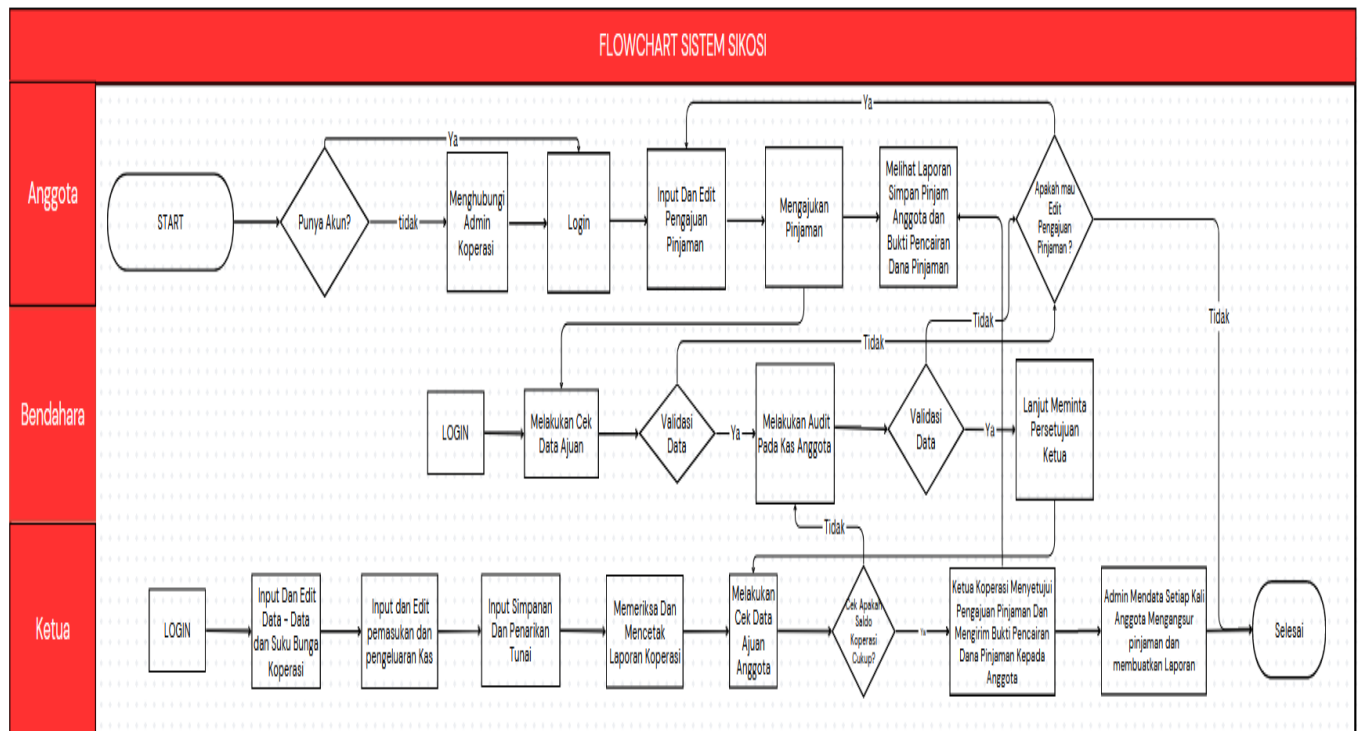 FLOWCHART SISTEM SIKOSI
Anggota
START
Punya Akun?
Ya
tidak
Menghubungi
Admin
Koperasi
Login
Input Dan Edit
Pengajuan
Pinjaman
Mengajukan
Pinjaman
Melihat Laporan
Simpan Pinjam
Anggota dan
Bukti Pencairan
Dana Pinjaman
Ya
Apakah mau
Edit
Pengajuan
Pinjaman ?
Tidak
Bendahara
LOGIN
Melakukan Cek
Data Ajuan
Validasi
Data
Tidak
Ya
Melakukan Audit
Pada Kas Anggota
Validasi
Data
Tidak
Ya
Lanjut Meminta
Persetujuan
Ketua
Ketua
LOGIN
Input Dan Edit
Data - Data
dan Suku Bunga
Koperasi
Input dan Edit
pemasukan dan
pengeluaran Kas
Input Simpanan
Dan Penarikan
Tunai
Memeriksa Dan
Mencetak
Laporan Koperasi
Melakukan
Cek Data
Ajuan
Anggota
Tidak
Cek Apakah
Saldo
Koperasi
Cukup?
Ya
Ketua Koperasi Menyetujui
Pengajuan Pinjaman Dan
Mengirim Bukti Pencairan
Dana Pinjaman Kepada
Anggota
Admin Mendata Setiap Kali
Anggota Mengangsur
pinjaman dan
membuatkan Laporan
Selesai